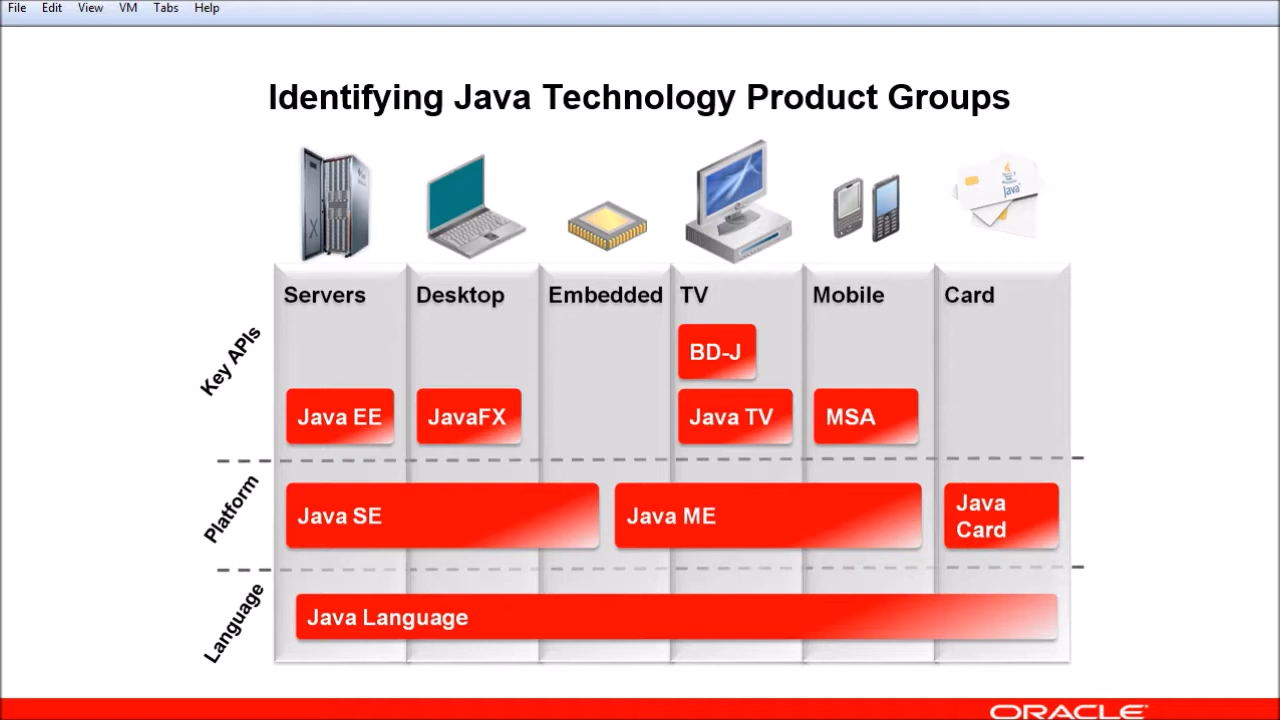 File Edit View VM Tabs Help
Identifying Java Technology Product Groups
Java
Servers Desktop Embedded TV Mobile Card
Key APIs
BD-J
Java EE JavaFX Java TV MSA
Platform
Java SE Java ME Java
Card
Language
Java Language
ORACLE